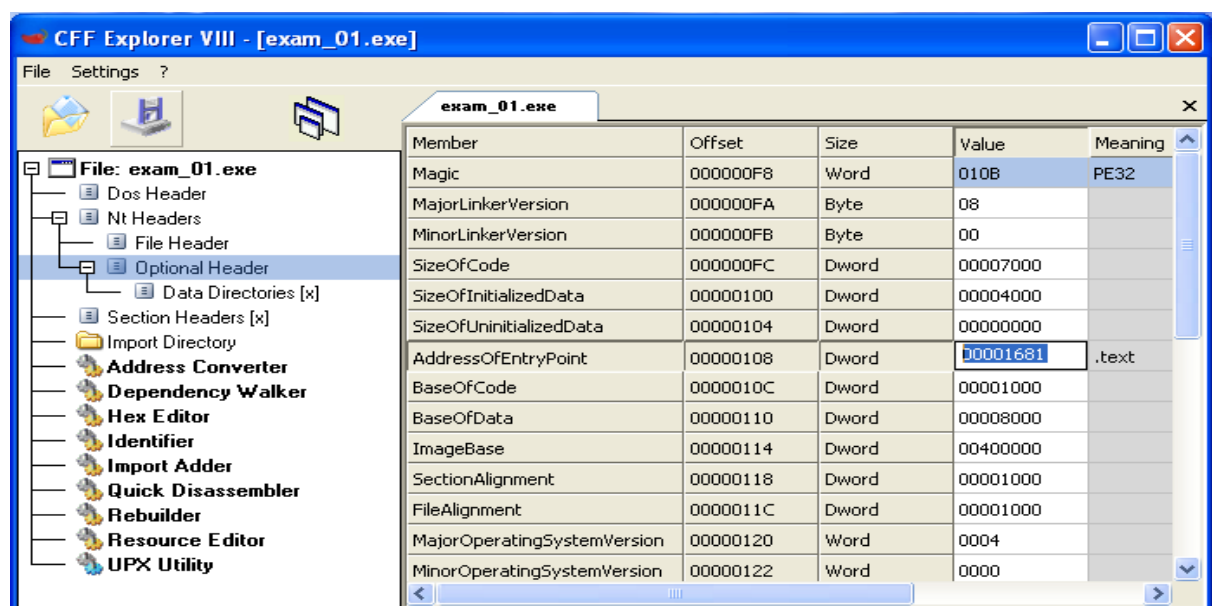 CFF Explorer VIII - [exam_01.exe]
File Settings ?
exam_01.exe
File: exam_01.exe
Dos Header
Nt Headers
File Header
Optional Header
Data Directories [x]
Section Headers [x]
Import Directory
Address Converter
Dependency Walker
Hex Editor
Identifier
Import Adder
Quick Disassembler
Rebuilder
Resource Editor
UPX Utility
Member Offset Size Value Meaning
Magic 000000F8 Word 010B PE32
MajorLinkerVersion 000000FA Byte 08
MinorLinkerVersion 000000FB Byte 00
SizeOfCode 000000FC Dword 00007000
SizeOfInitializedData 00000100 Dword 00004000
SizeOfUninitializedData 00000104 Dword 00000000
AddressOfEntryPoint 00000108 Dword 00001681 .text
BaseOfCode 0000010C Dword 00001000
BaseOfData 00000110 Dword 00008000
ImageBase 00000114 Dword 00400000
SectionAlignment 00000118 Dword 00001000
FileAlignment 0000011C Dword 00001000
MajorOperatingSystemVersion 00000120 Word 0004
MinorOperatingSystemVersion 00000122 Word 0000